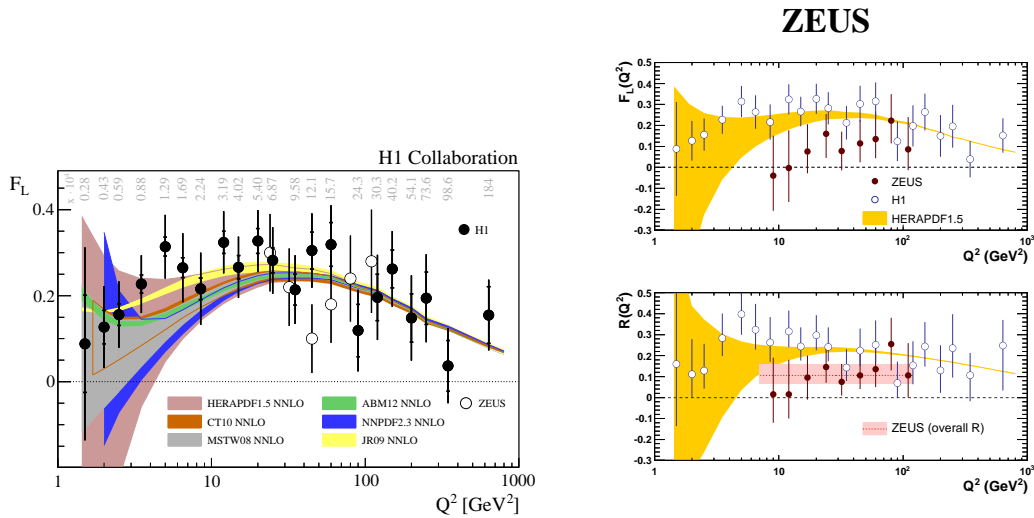 ZEUS
H1 Collaboration
F_L
x · 10⁻⁴
0.28
0.43
0.59
0.88
1.29
1.69
2.24
3.19
4.02
5.40
6.87
9.58
12.1
15.7
24.3
30.3
40.2
54.1
73.6
98.6
184
0.4
0.2
0
H1
HERAPDF1.5 NNLO
CT10 NNLO
MSTW08 NNLO
ABM12 NNLO
NNPDF2.3 NNLO
JR09 NNLO
ZEUS
1 10 100 1000
Q² [GeV²]
F_L(Q²)
0.5
0.4
0.3
0.2
0.1
0
-0.1
-0.2
-0.3
ZEUS
H1
HERAPDF1.5
1 10 10² 10³
Q² (GeV²)
R(Q²)
0.5
0.4
0.3
0.2
0.1
0
-0.1
-0.2
-0.3
ZEUS (overall R)
1 10 10² 10³
Q² (GeV²)